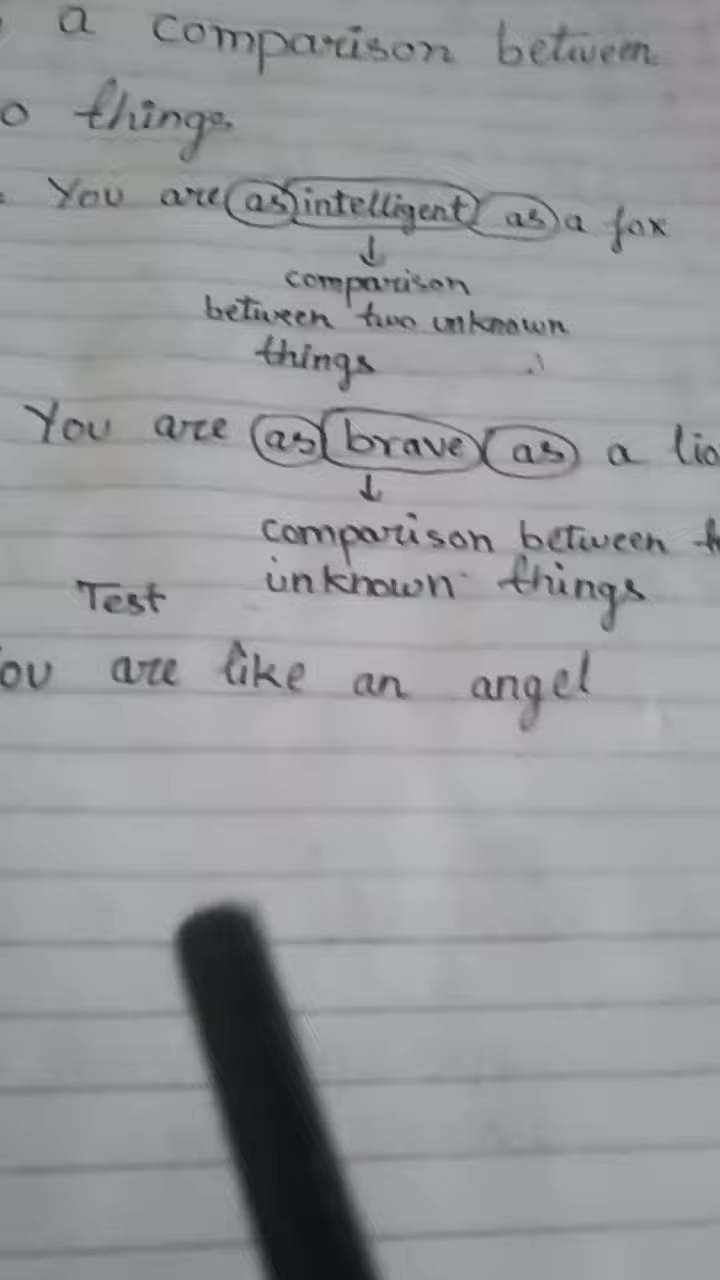 a comparison between
o things.
You are as intelligent as a fox
↓
comparison
between two unknown
things
You are as brave as a lio
↓
comparison between t
unknown things
Test
ou are like an angel